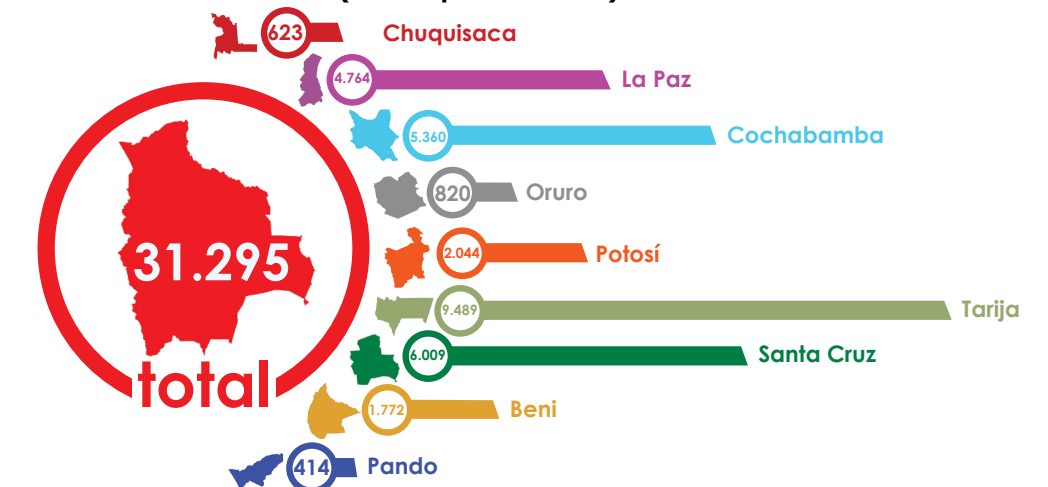 623 Chuquisaca
4.764 La Paz
5.360 Cochabamba
820 Oruro
2.044 Potosí
31.295
total
9.489 Tarija
6.009 Santa Cruz
1.772 Beni
414 Pando